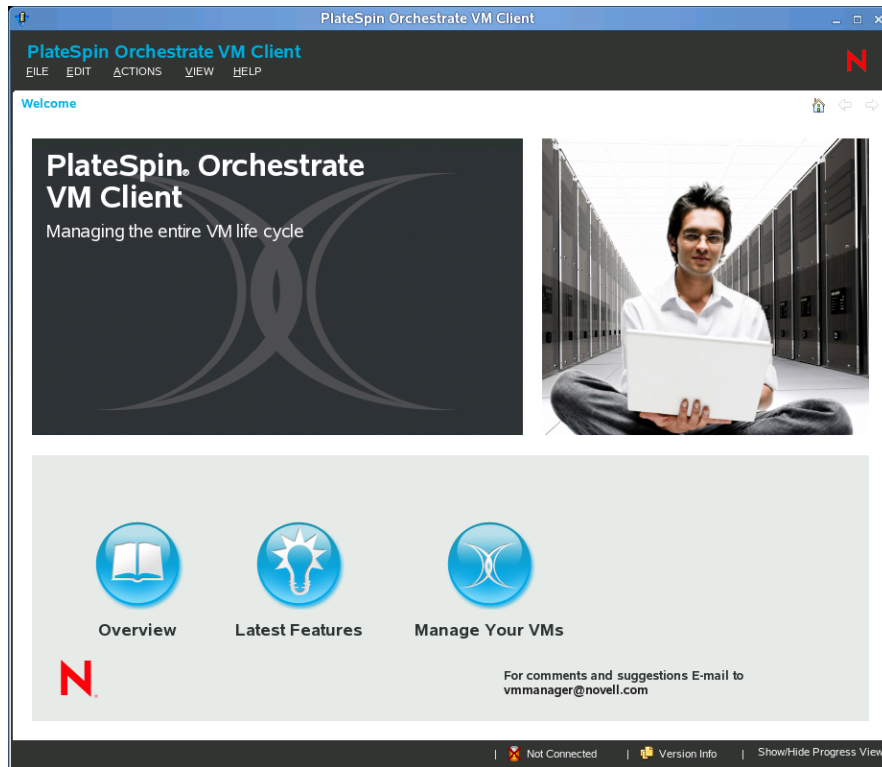 PlateSpin Orchestrate VM Client
PlateSpin Orchestrate VM Client
FILE EDIT ACTIONS VIEW HELP
N
Welcome
PlateSpin® Orchestrate
VM Client
Managing the entire VM life cycle
Overview Latest Features Manage Your VMs
N
For comments and suggestions E-mail to
vmmanager@novell.com
| Not Connected | Version Info | Show/Hide Progress View